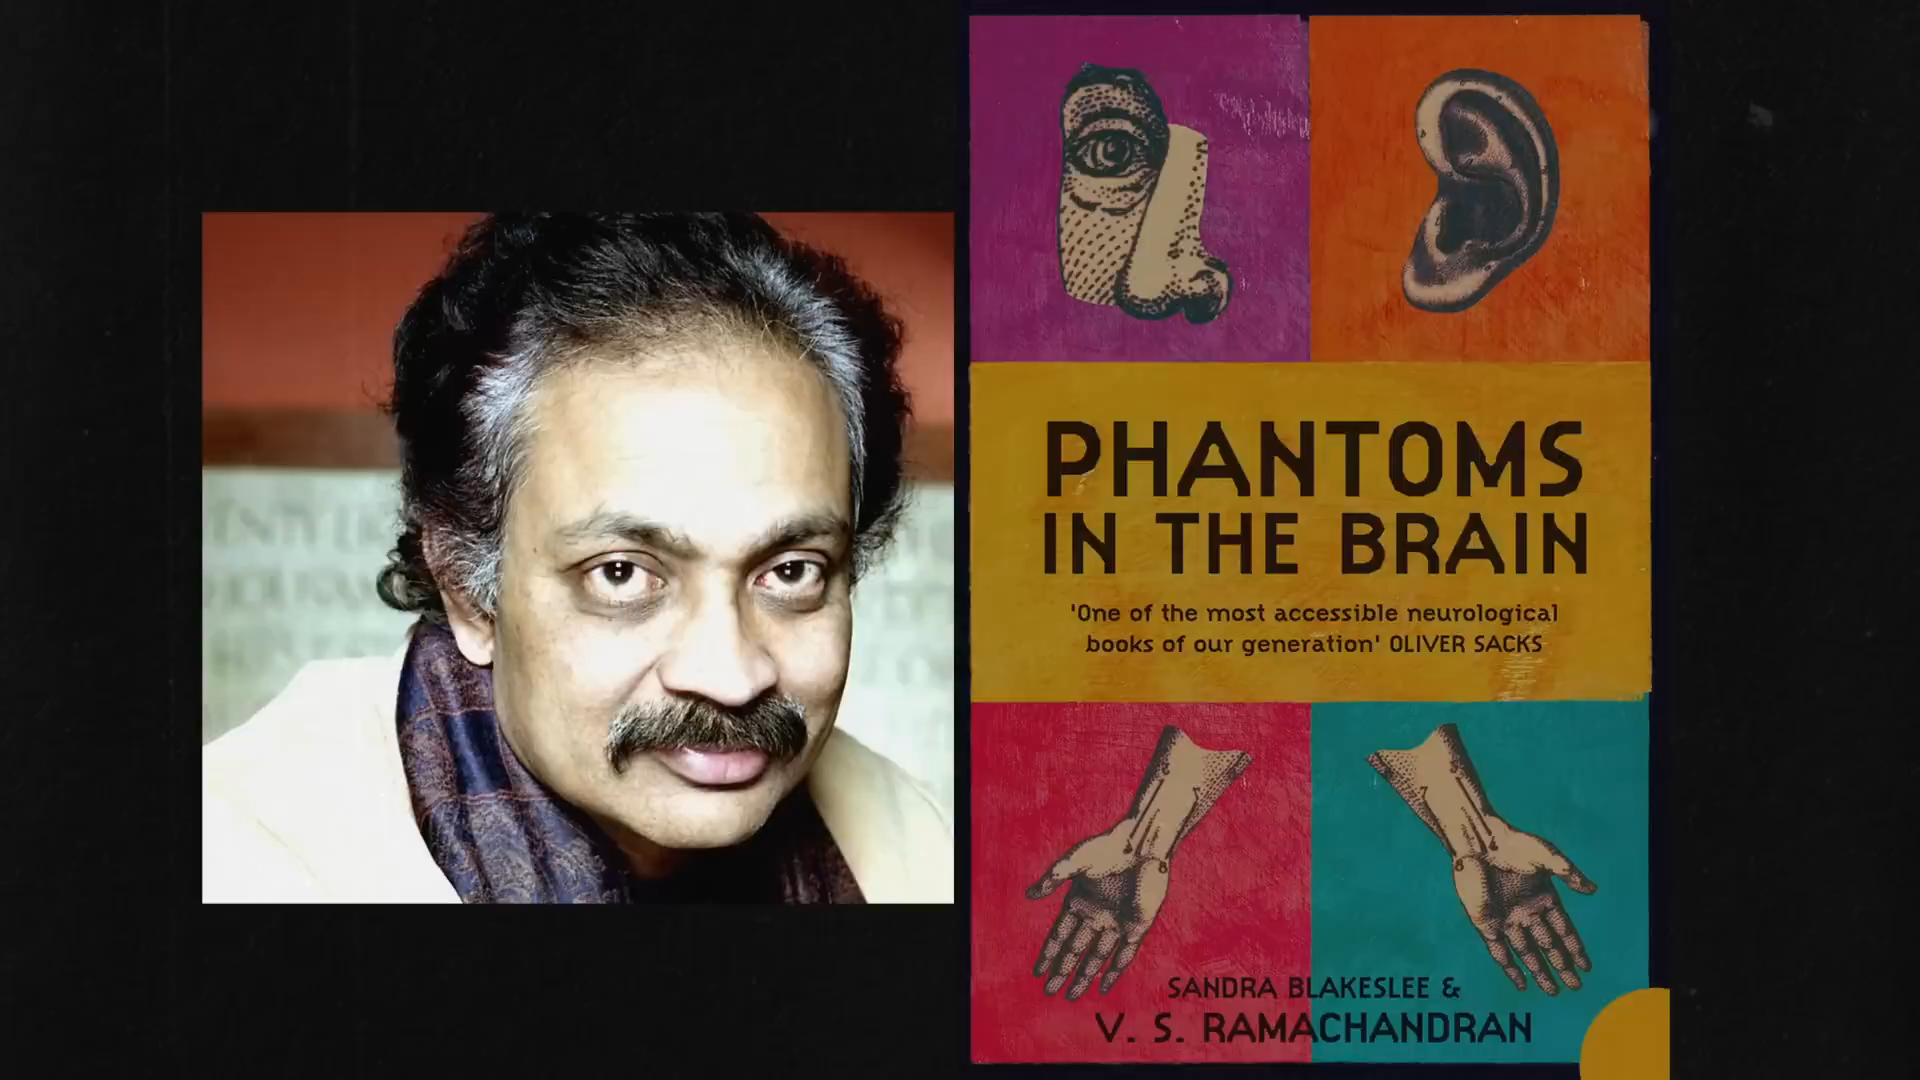 PHANTOMS
IN THE BRAIN
'One of the most accessible neurological
books of our generation' OLIVER SACKS
SANDRA BLAKESLEE &
V. S. RAMACHANDRAN